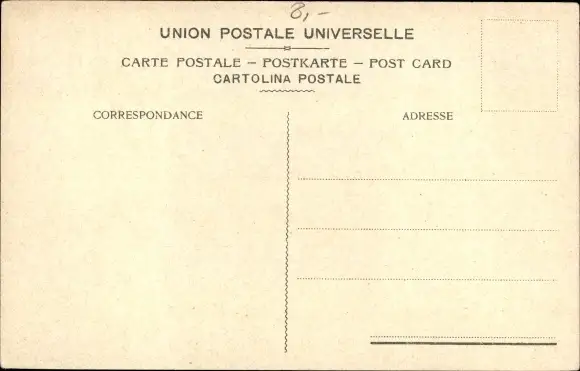 8,-
UNION POSTALE UNIVERSELLE
CARTE POSTALE – POSTKARTE – POST CARD
CARTOLINA POSTALE
CORRESPONDANCE
ADRESSE